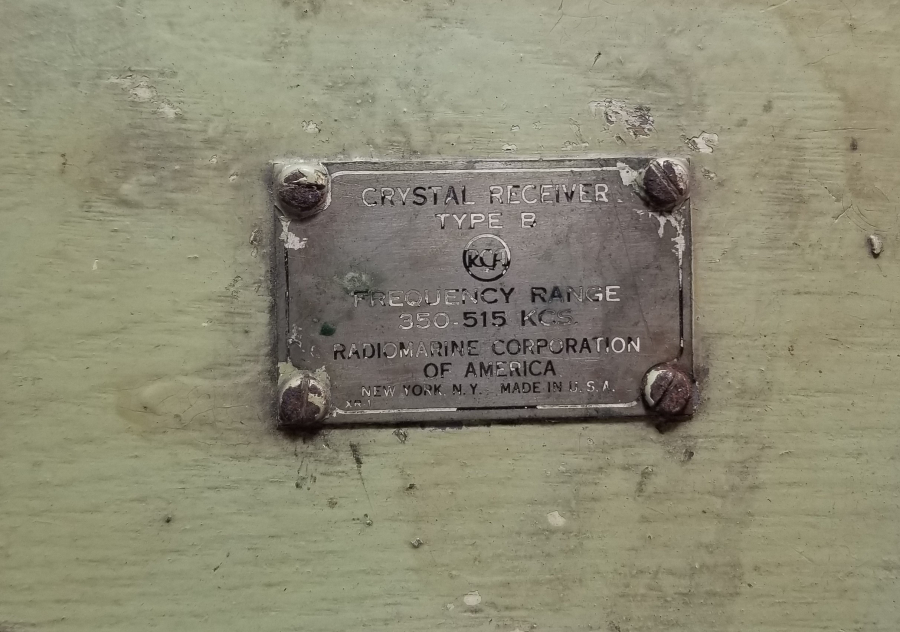 CRYSTAL RECEIVER
TYPE B
RCA
FREQUENCY RANGE
350-515 KCS.
RADIOMARINE CORPORATION
OF AMERICA
NEW YORK, N.Y. MADE IN U.S.A.